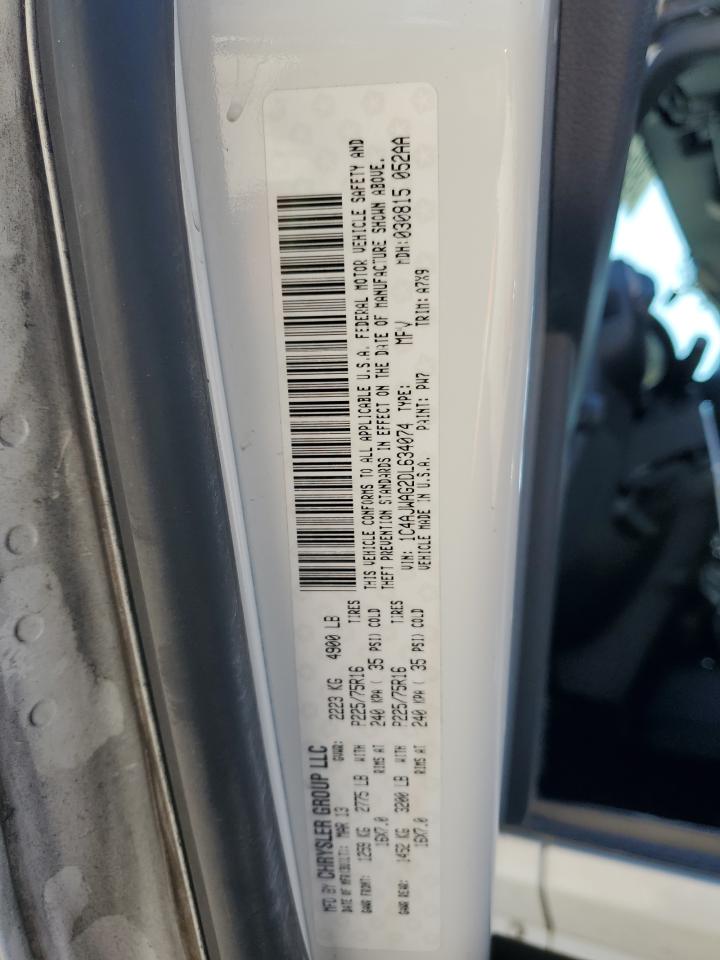 MFD BY CHRYSLER GROUP LLC
DATE OF MFR(BUILT): MAR 13 GVWR: 2223 KG 4900 LB
GAWR FRONT: 1259 KG 2775 LB WITH P225/75R16 TIRES
16X7.0 RIMS AT 240 KPA ( 35 PSI) COLD
GAWR REAR: 1452 KG 3200 LB WITH P225/75R16 TIRES
16X7.0 RIMS AT 240 KPA ( 35 PSI) COLD
THIS VEHICLE CONFORMS TO ALL APPLICABLE U.S.A. FEDERAL MOTOR VEHICLE SAFETY AND
THEFT PREVENTION STANDARDS IN EFFECT ON THE DATE OF MANUFACTURE SHOWN ABOVE.
VIN: 1C4AJWAG2DL634074 TYPE: MPV MDH:030815 052AA
VEHICLE MADE IN U.S.A. PAINT: PW7 TRIM: A7X9